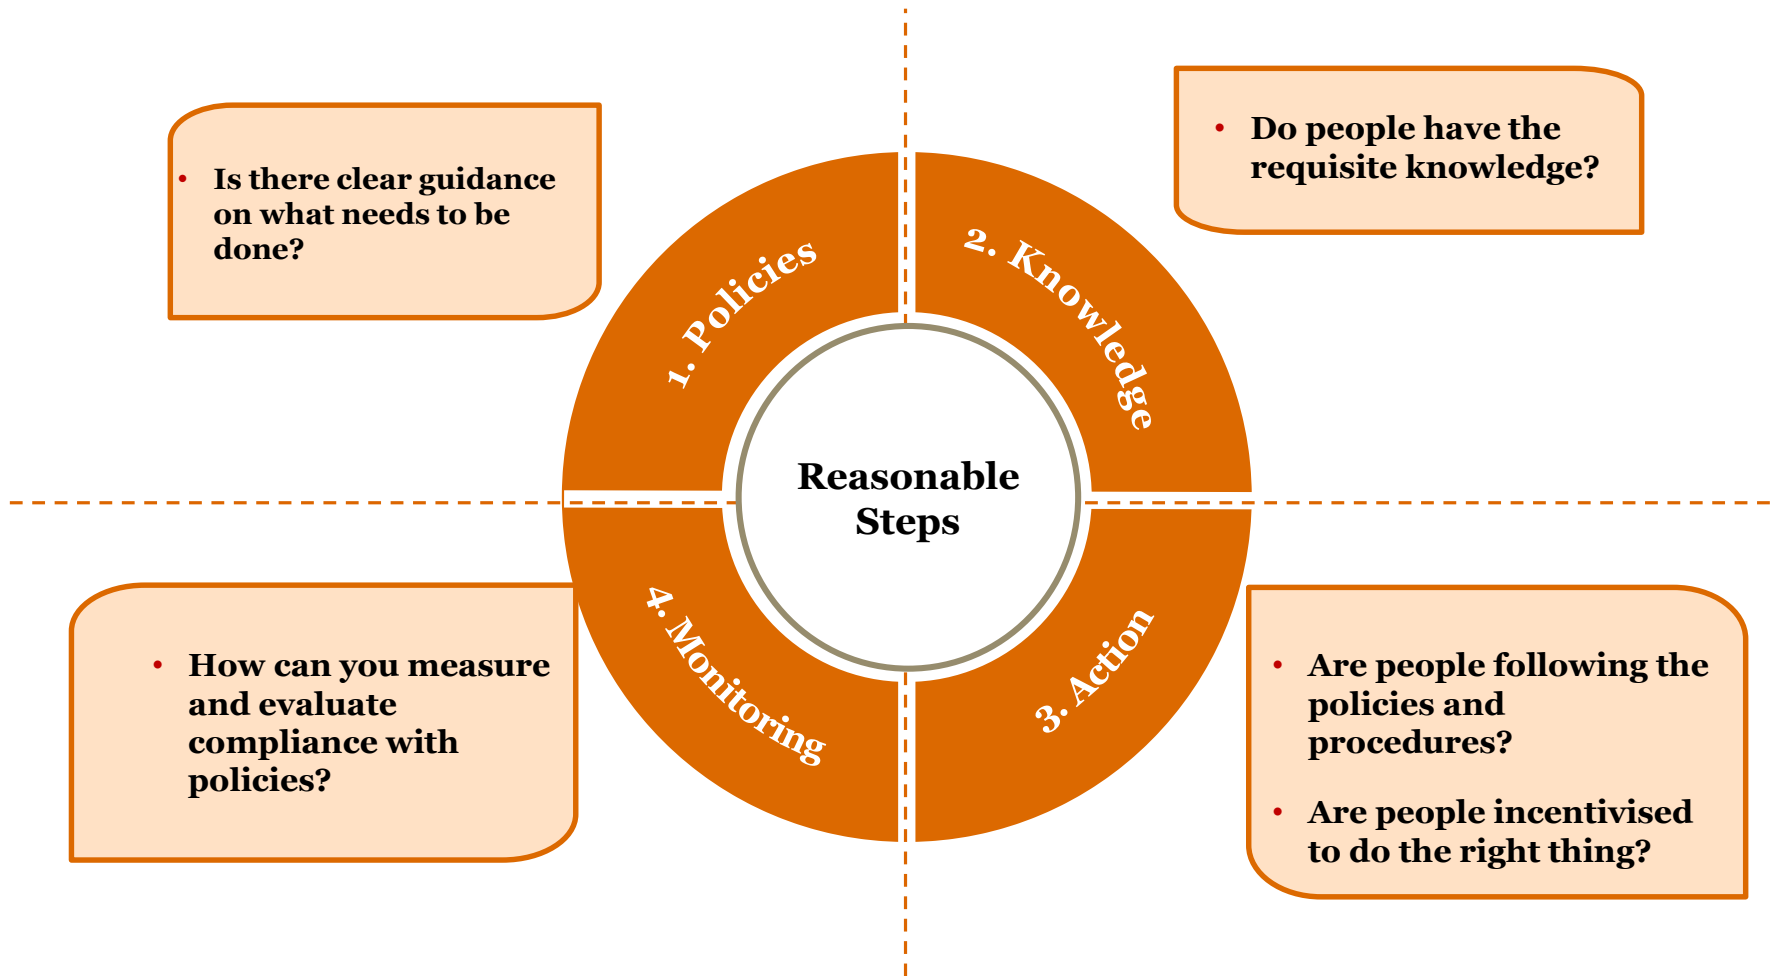 • Is there clear guidance
on what needs to be
done?
1. Policies
2. Knowledge
• Do people have the
requisite knowledge?
Reasonable
Steps
4. Monitoring
• How can you measure
and evaluate
compliance with
policies?
3. Action
• Are people following the
policies and
procedures?
• Are people incentivised
to do the right thing?